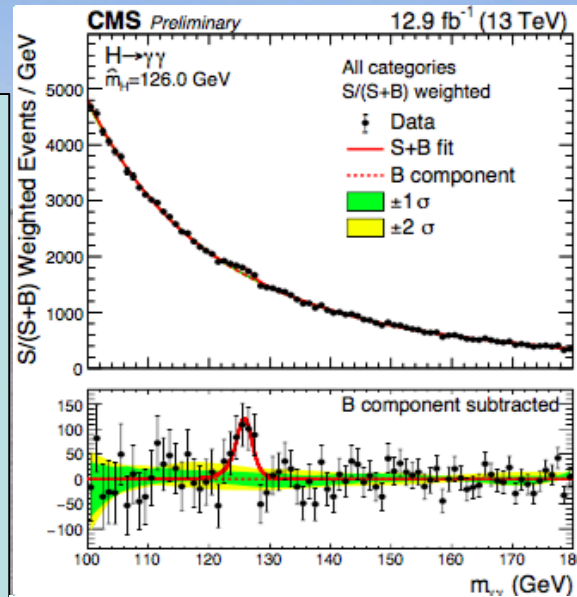 CMS Preliminary 12.9 fb⁻¹ (13 TeV)
H→γγ
m̂H=126.0 GeV
All categories
S/(S+B) weighted
Data
S+B fit
B component
±1 σ
±2 σ
S/(S+B) Weighted Events / GeV
5000
4000
3000
2000
1000
0
B component subtracted
150
100
50
0
−50
−100
100 110 120 130 140 150 160 170 180
mγγ (GeV)